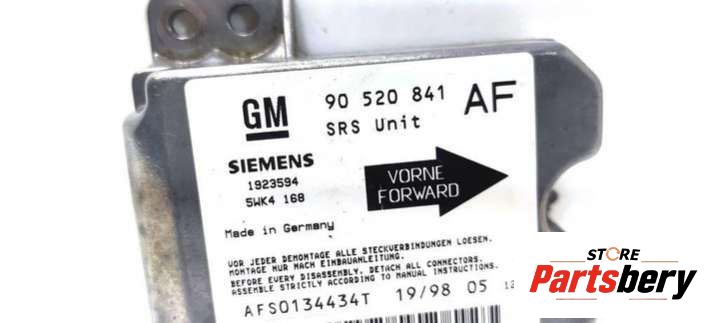 GM
90 520 841 AF
SRS Unit
SIEMENS
1923594
5WK4 168
VORNE
FORWARD
Made in Germany
VOR JEDER DEMONTAGE ALLE STECKVERBINDUNGEN LOESEN.
MONTAGE NUR NACH EINBAUANLEITUNG.
BEFORE EVERY DISASSEMBLY, DETACH ALL CONNECTORS.
ASSEMBLE STRICTLY ACCORDING TO MANUAL INSTRUCTIONS.
AFS0134434T 19/98 05 12
STORE
Partsbery